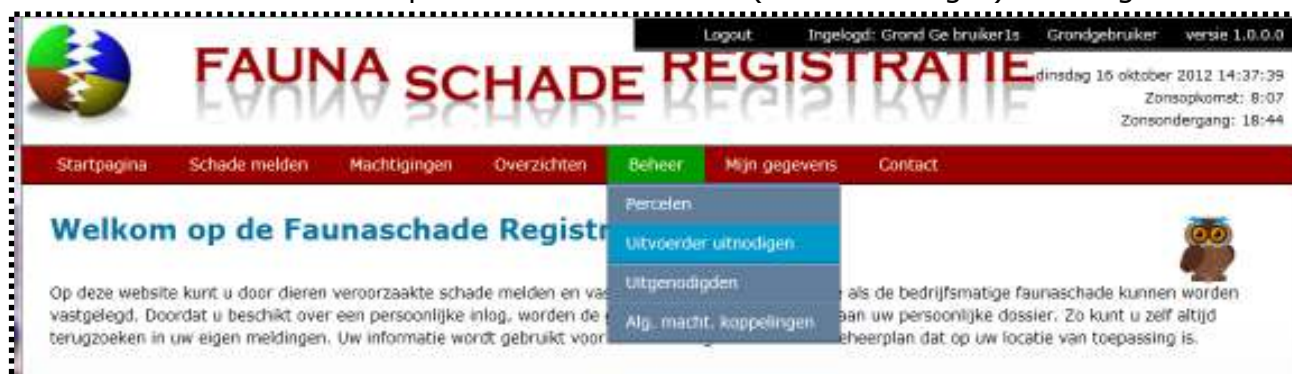 Logout Ingelogd: Grond Ge bruiker1s Grondgebruiker versie 1.0.0.0
FAUNA SCHADE REGISTRATIE
dinsdag 16 oktober 2012 14:37:39
Zonsopkomst: 8:07
Zonsondergang: 18:44
Startpagina Schade melden Machtigingen Overzichten Beheer Mijn gegevens Contact
Percelen
Welkom op de Faunaschade Registr
Uitvoerder uitnodigen
Uitgenodigden
Op deze website kunt u door dieren veroorzaakte schade melden en vas als de bedrijfsmatige faunaschade kunnen worden
Alg. macht. koppelingen
vastgelegd. Doordat u beschikt over een persoonlijke inlog, worden de aan uw persoonlijke dossier. Zo kunt u zelf altijd
terugzoeken in uw eigen meldingen. Uw informatie wordt gebruikt voor eheerplan dat op uw locatie van toepassing is.